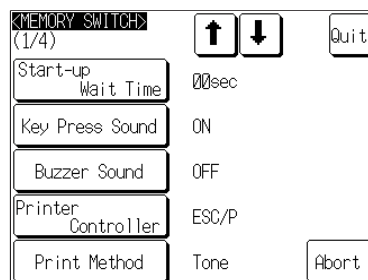 <MEMORY SWITCH>
(1/4)
Quit
Start-up
Wait Time
00sec
Key Press Sound
ON
Buzzer Sound
OFF
Printer
Controller
ESC/P
Print Method
Tone
Abort